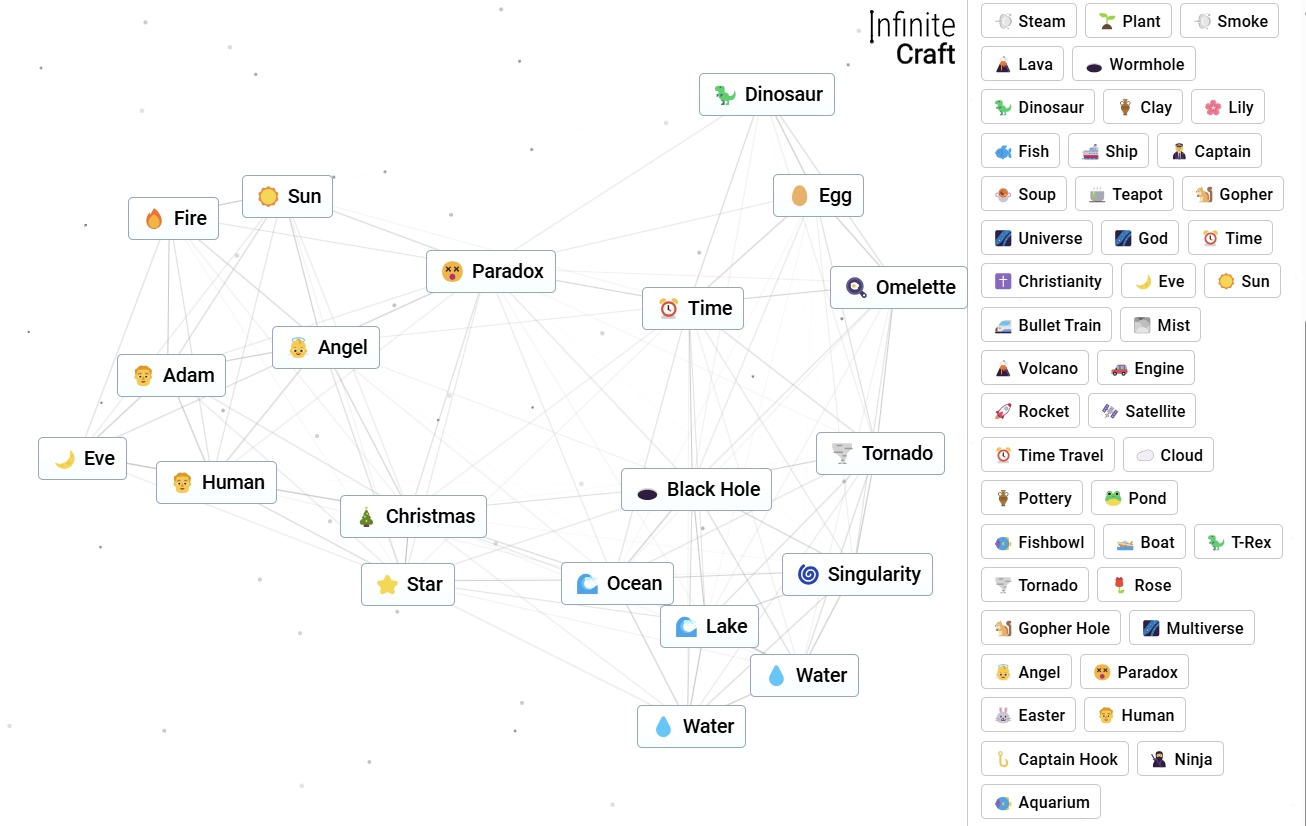 Infinite
Craft
Dinosaur
Sun
Egg
Fire
Paradox
Omelette
Time
Angel
Adam
Tornado
Eve
Human
Black Hole
Christmas
Singularity
Star
Ocean
Lake
Water
Water
Steam Plant Smoke
Lava Wormhole
Dinosaur Clay Lily
Fish Ship Captain
Soup Teapot Gopher
Universe God Time
Christianity Eve Sun
Bullet Train Mist
Volcano Engine
Rocket Satellite
Time Travel Cloud
Pottery Pond
Fishbowl Boat T-Rex
Tornado Rose
Gopher Hole Multiverse
Angel Paradox
Easter Human
Captain Hook Ninja
Aquarium